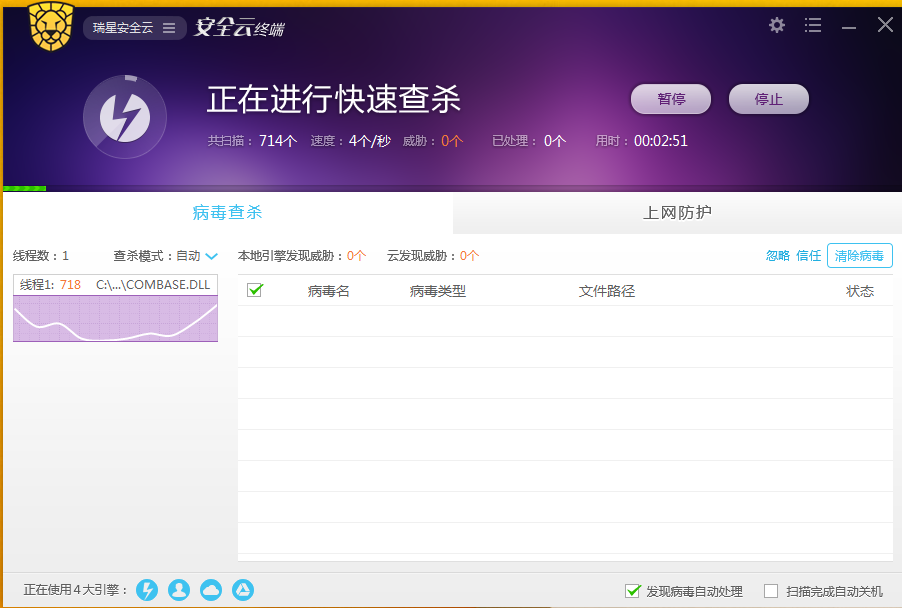 瑞星安全云 安全云终端
正在进行快速查杀 暂停 停止
共扫描：714个 速度：4个/秒 威胁：0个 已处理：0个 用时：00:02:51
病毒查杀 上网防护
线程数：1 查杀模式：自动 本地引擎发现威胁：0个 云发现威胁：0个 忽略 信任 清除病毒
线程1: 718 C:\...\COMBASE.DLL
病毒名 病毒类型 文件路径 状态
正在使用4大引擎： 发现病毒自动处理 扫描完成自动关机